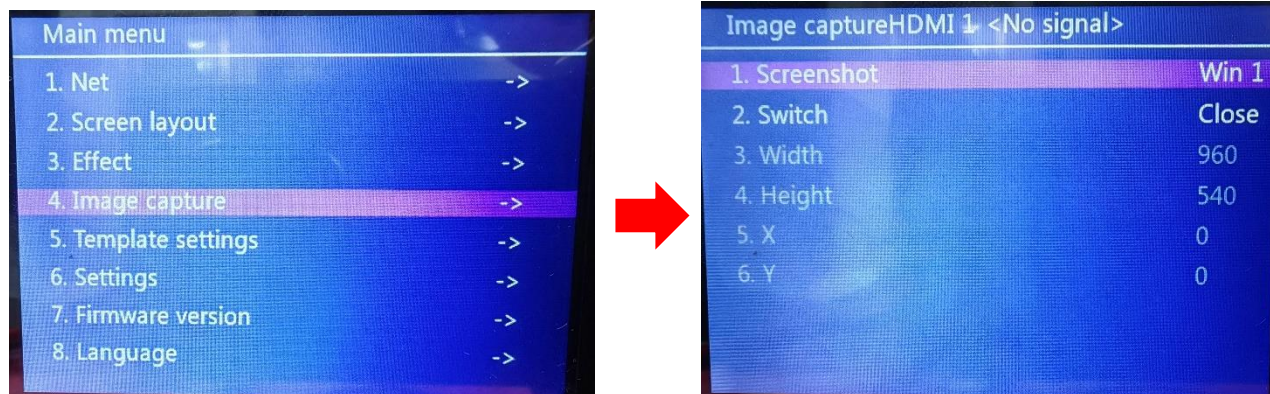 Main menu
1. Net ->
2. Screen layout ->
3. Effect ->
4. Image capture ->
5. Template settings ->
6. Settings ->
7. Firmware version ->
8. Language ->
Image captureHDMI 1 <No signal>
1. Screenshot Win 1
2. Switch Close
3. Width 960
4. Height 540
5. X 0
6. Y 0